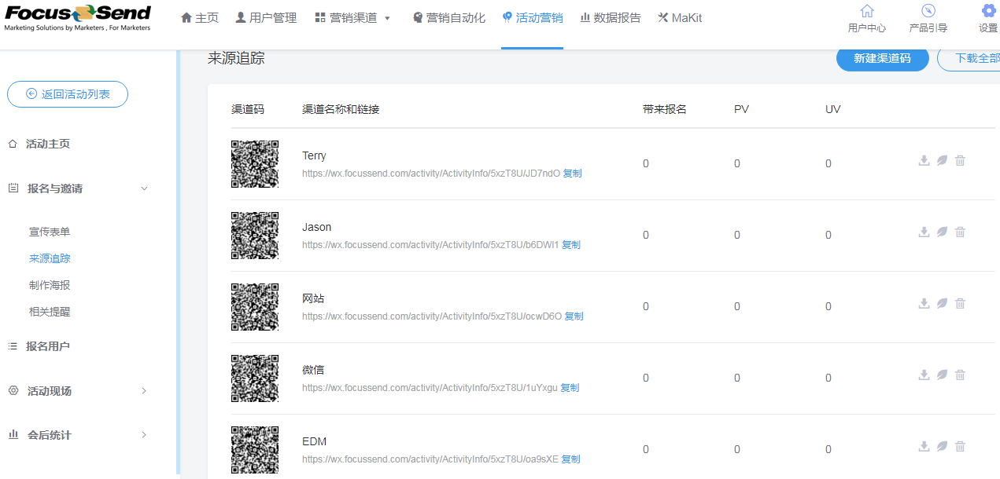 Focus Send
Marketing Solutions by Marketers , For Marketers
主页
用户管理
营销渠道
营销自动化
活动营销
数据报告
MaKit
用户中心
产品引导
设置
返回活动列表
活动主页
报名与邀请
宣传表单
来源追踪
制作海报
相关提醒
报名用户
活动现场
会后统计
来源追踪
新建渠道码
下载全部
渠道码 渠道名称和链接 带来报名 PV UV
Terry
https://wx.focussend.com/activity/ActivityInfo/5xzT8U/JD7ndO 复制
0 0 0
Jason
https://wx.focussend.com/activity/ActivityInfo/5xzT8U/b6DWI1 复制
0 0 0
网站
https://wx.focussend.com/activity/ActivityInfo/5xzT8U/ocwD6O 复制
0 0 0
微信
https://wx.focussend.com/activity/ActivityInfo/5xzT8U/1uYxgu 复制
0 0 0
EDM
https://wx.focussend.com/activity/ActivityInfo/5xzT8U/oa9sXE 复制
0 0 0